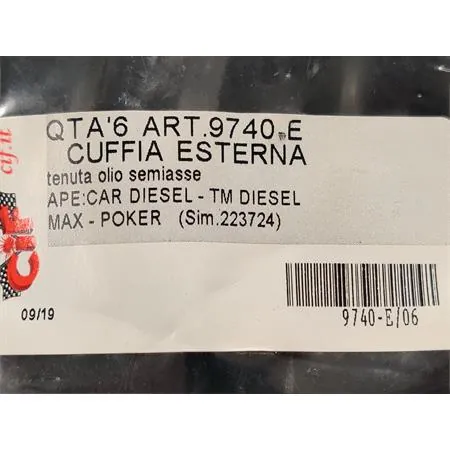 QTA'6 ART.9740-E
CUFFIA ESTERNA
tenuta olio semiasse
APE:CAR DIESEL - TM DIESEL
MAX - POKER (Sim.223724)
cif.it
CIF
09/19
9740-E/06